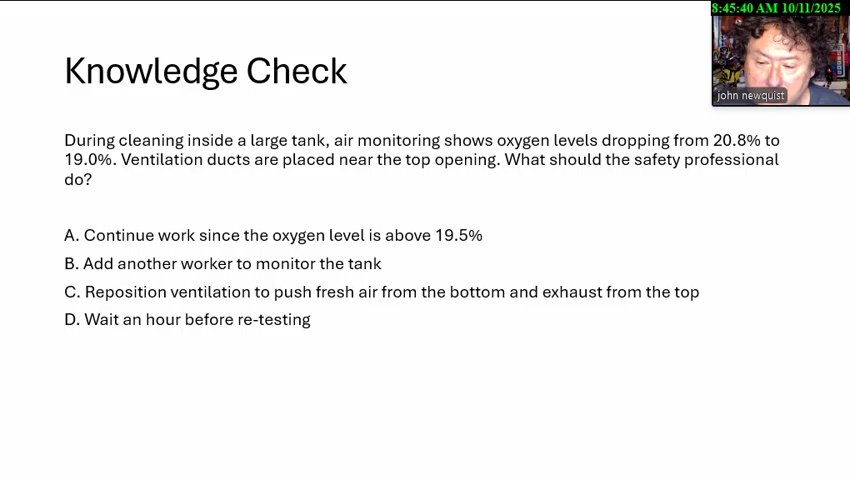 8:45:40 AM 10/11/2025
john newquist
Knowledge Check
During cleaning inside a large tank, air monitoring shows oxygen levels dropping from 20.8% to
19.0%. Ventilation ducts are placed near the top opening. What should the safety professional
do?
A. Continue work since the oxygen level is above 19.5%
B. Add another worker to monitor the tank
C. Reposition ventilation to push fresh air from the bottom and exhaust from the top
D. Wait an hour before re-testing